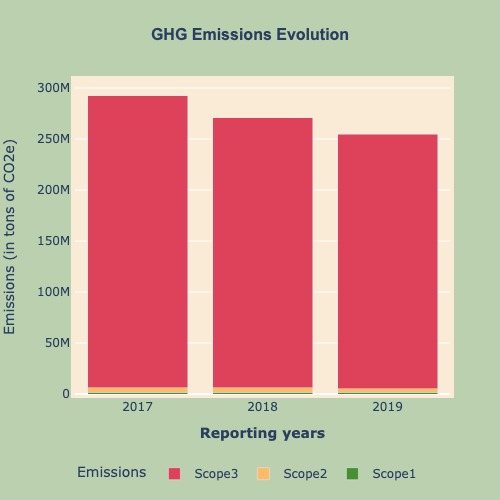 GHG Emissions Evolution
Emissions (in tons of CO2e)
300M
250M
200M
150M
100M
50M
0
2017 2018 2019
Reporting years
Emissions Scope3 Scope2 Scope1